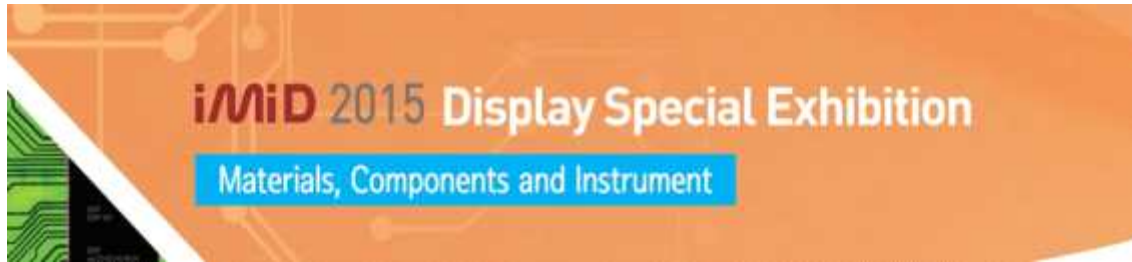 iMiD 2015 Display Special Exhibition
Materials, Components and Instrument